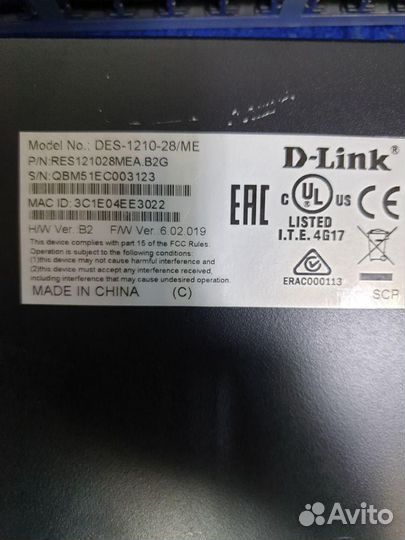 Model No.: DES-1210-28/ME
P/N:RES121028MEA.B2G
S/N:QBM51EC003123
MAC ID: 3C1E04EE3022
H/W Ver. B2 F/W Ver. 6.02.019
This device complies with part 15 of the FCC Rules.
Operation is subject to the following conditions:
(1)this device may not cause harmful interference and
(2)this device must accept any interference received,
including interference that may cause undesired operation.
MADE IN CHINA (C)
D-Link®
EAC
C UL US CE
LISTED
I.T.E. 4G17
ERAC000113
SCP
Avito